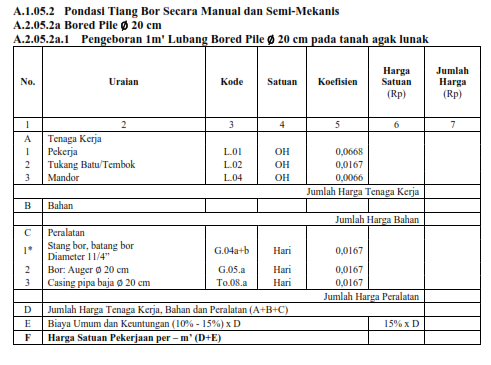 A.1.05.2 Pondasi Tiang Bor Secara Manual dan Semi-Mekanis
A.2.05.2a Bored Pile Ø 20 cm
A.2.05.2a.1 Pengeboran 1m' Lubang Bored Pile Ø 20 cm pada tanah agak lunak
No. Uraian Kode Satuan Koefisien Harga Satuan (Rp) Jumlah Harga (Rp)
1 2 3 4 5 6 7
A Tenaga Kerja
1 Pekerja L.01 OH 0,0668
2 Tukang Batu/Tembok L.02 OH 0,0167
3 Mandor L.04 OH 0,0066
Jumlah Harga Tenaga Kerja
B Bahan
Jumlah Harga Bahan
C Peralatan
1* Stang bor, batang bor Diameter 11/4” G.04a+b Hari 0,0167
2 Bor: Auger Ø 20 cm G.05.a Hari 0,0167
3 Casing pipa baja Ø 20 cm To.08.a Hari 0,0167
Jumlah Harga Peralatan
D Jumlah Harga Tenaga Kerja, Bahan dan Peralatan (A+B+C)
E Biaya Umum dan Keuntungan (10% - 15%) x D 15% x D
F Harga Satuan Pekerjaan per – m’ (D+E)